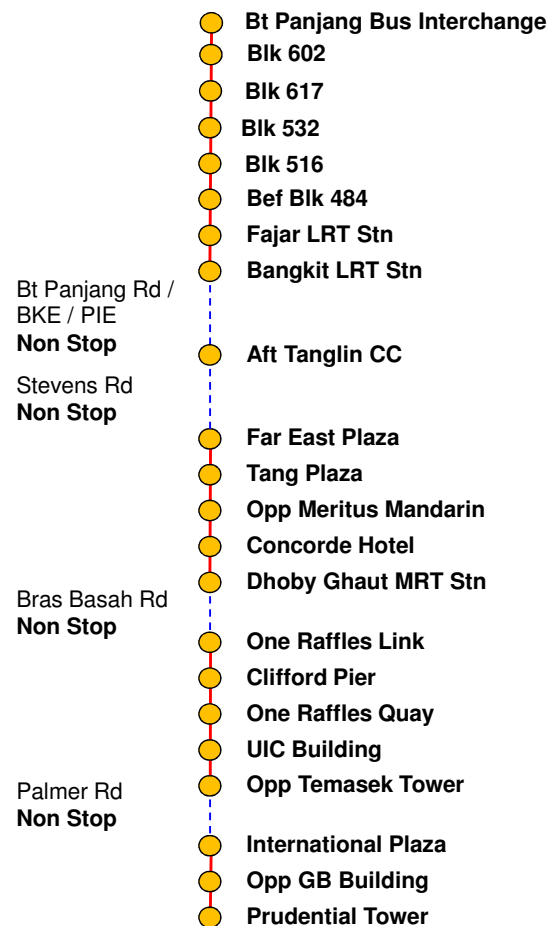 Bt Panjang Bus Interchange
Blk 602
Blk 617
Blk 532
Blk 516
Bef Blk 484
Fajar LRT Stn
Bangkit LRT Stn
Bt Panjang Rd /
BKE / PIE
Non Stop
Aft Tanglin CC
Stevens Rd
Non Stop
Far East Plaza
Tang Plaza
Opp Meritus Mandarin
Concorde Hotel
Dhoby Ghaut MRT Stn
Bras Basah Rd
Non Stop
One Raffles Link
Clifford Pier
One Raffles Quay
UIC Building
Opp Temasek Tower
Palmer Rd
Non Stop
International Plaza
Opp GB Building
Prudential Tower